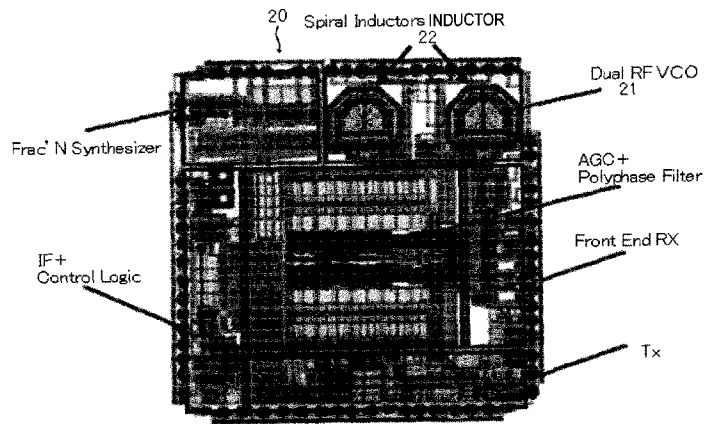 20
Spiral Inductors INDUCTOR
22
Dual RF VCO
21
Frac' N Synthesizer
AGC+
Polyphase Filter
Front End RX
IF+
Control Logic
Tx